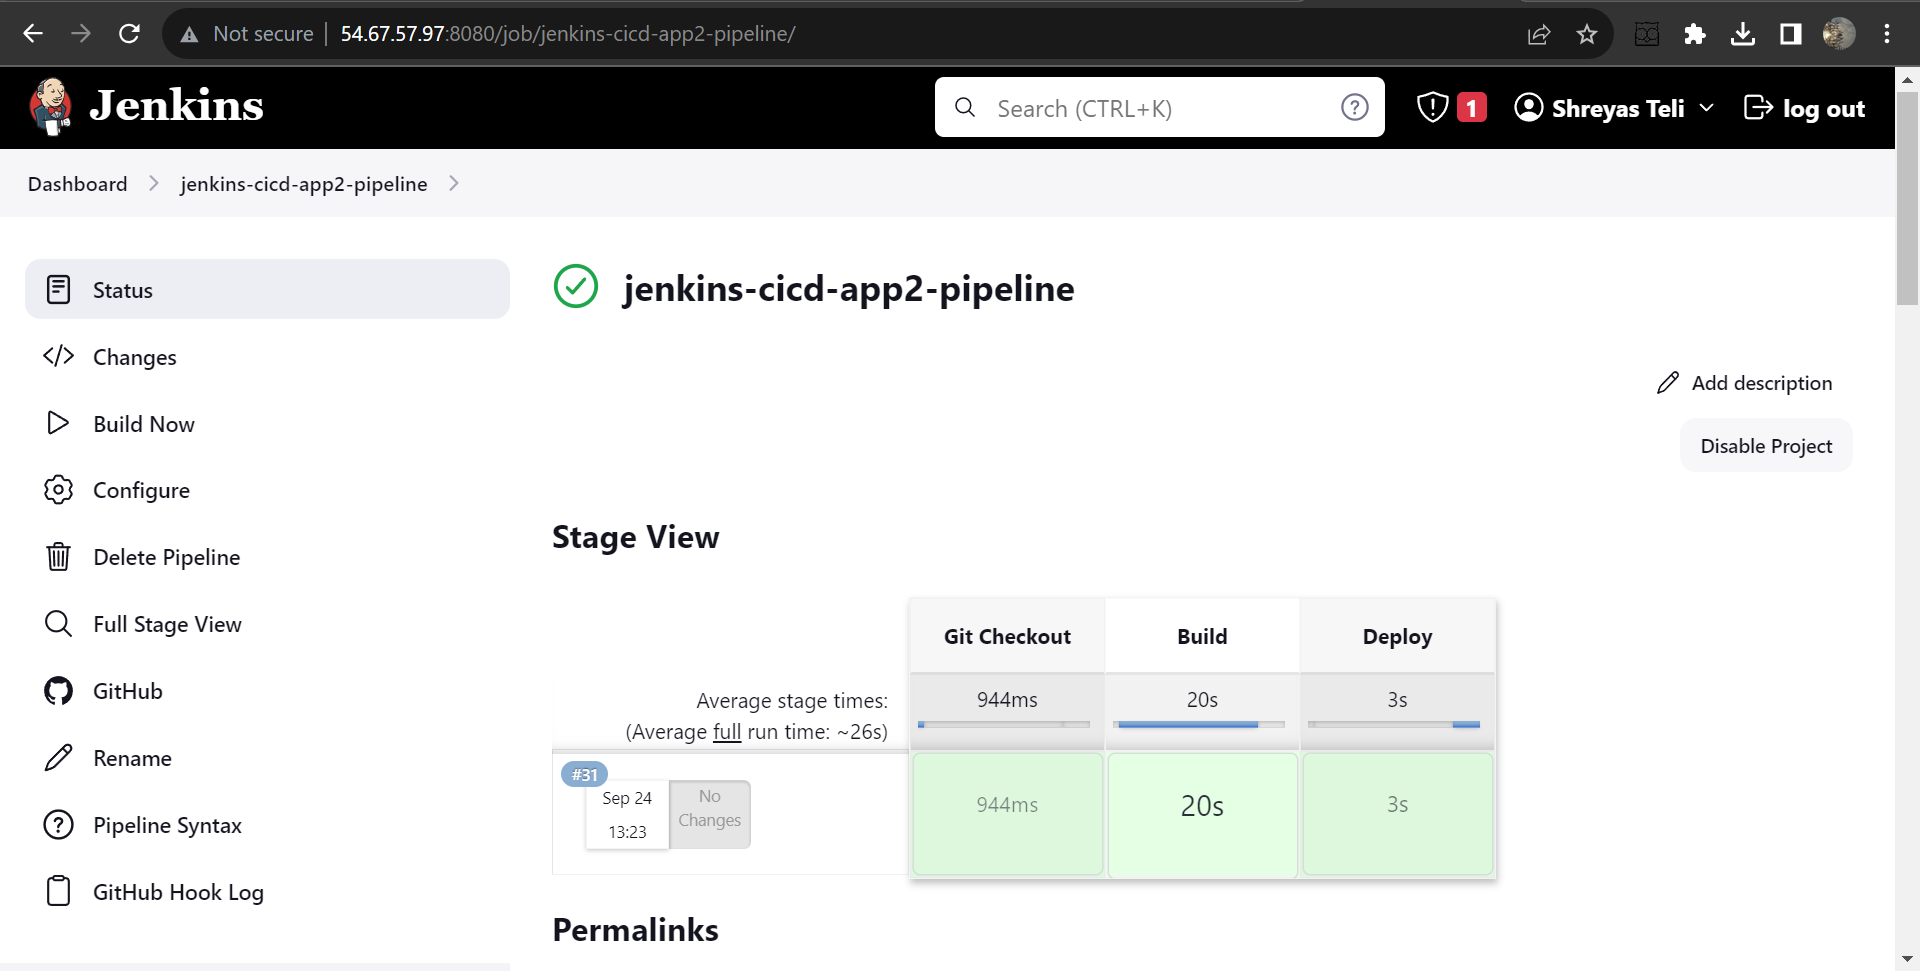 Not secure 54.67.57.97:8080/job/jenkins-cicd-app2-pipeline/
Jenkins
Search (CTRL+K)
1
Shreyas Teli
log out
Dashboard
jenkins-cicd-app2-pipeline
Status
Changes
Build Now
Configure
Delete Pipeline
Full Stage View
GitHub
Rename
Pipeline Syntax
GitHub Hook Log
jenkins-cicd-app2-pipeline
Add description
Disable Project
Stage View
Git Checkout Build Deploy
Average stage times: 944ms 20s 3s
(Average full run time: ~26s)
#31
Sep 24
13:23
No
Changes
944ms 20s 3s
Permalinks